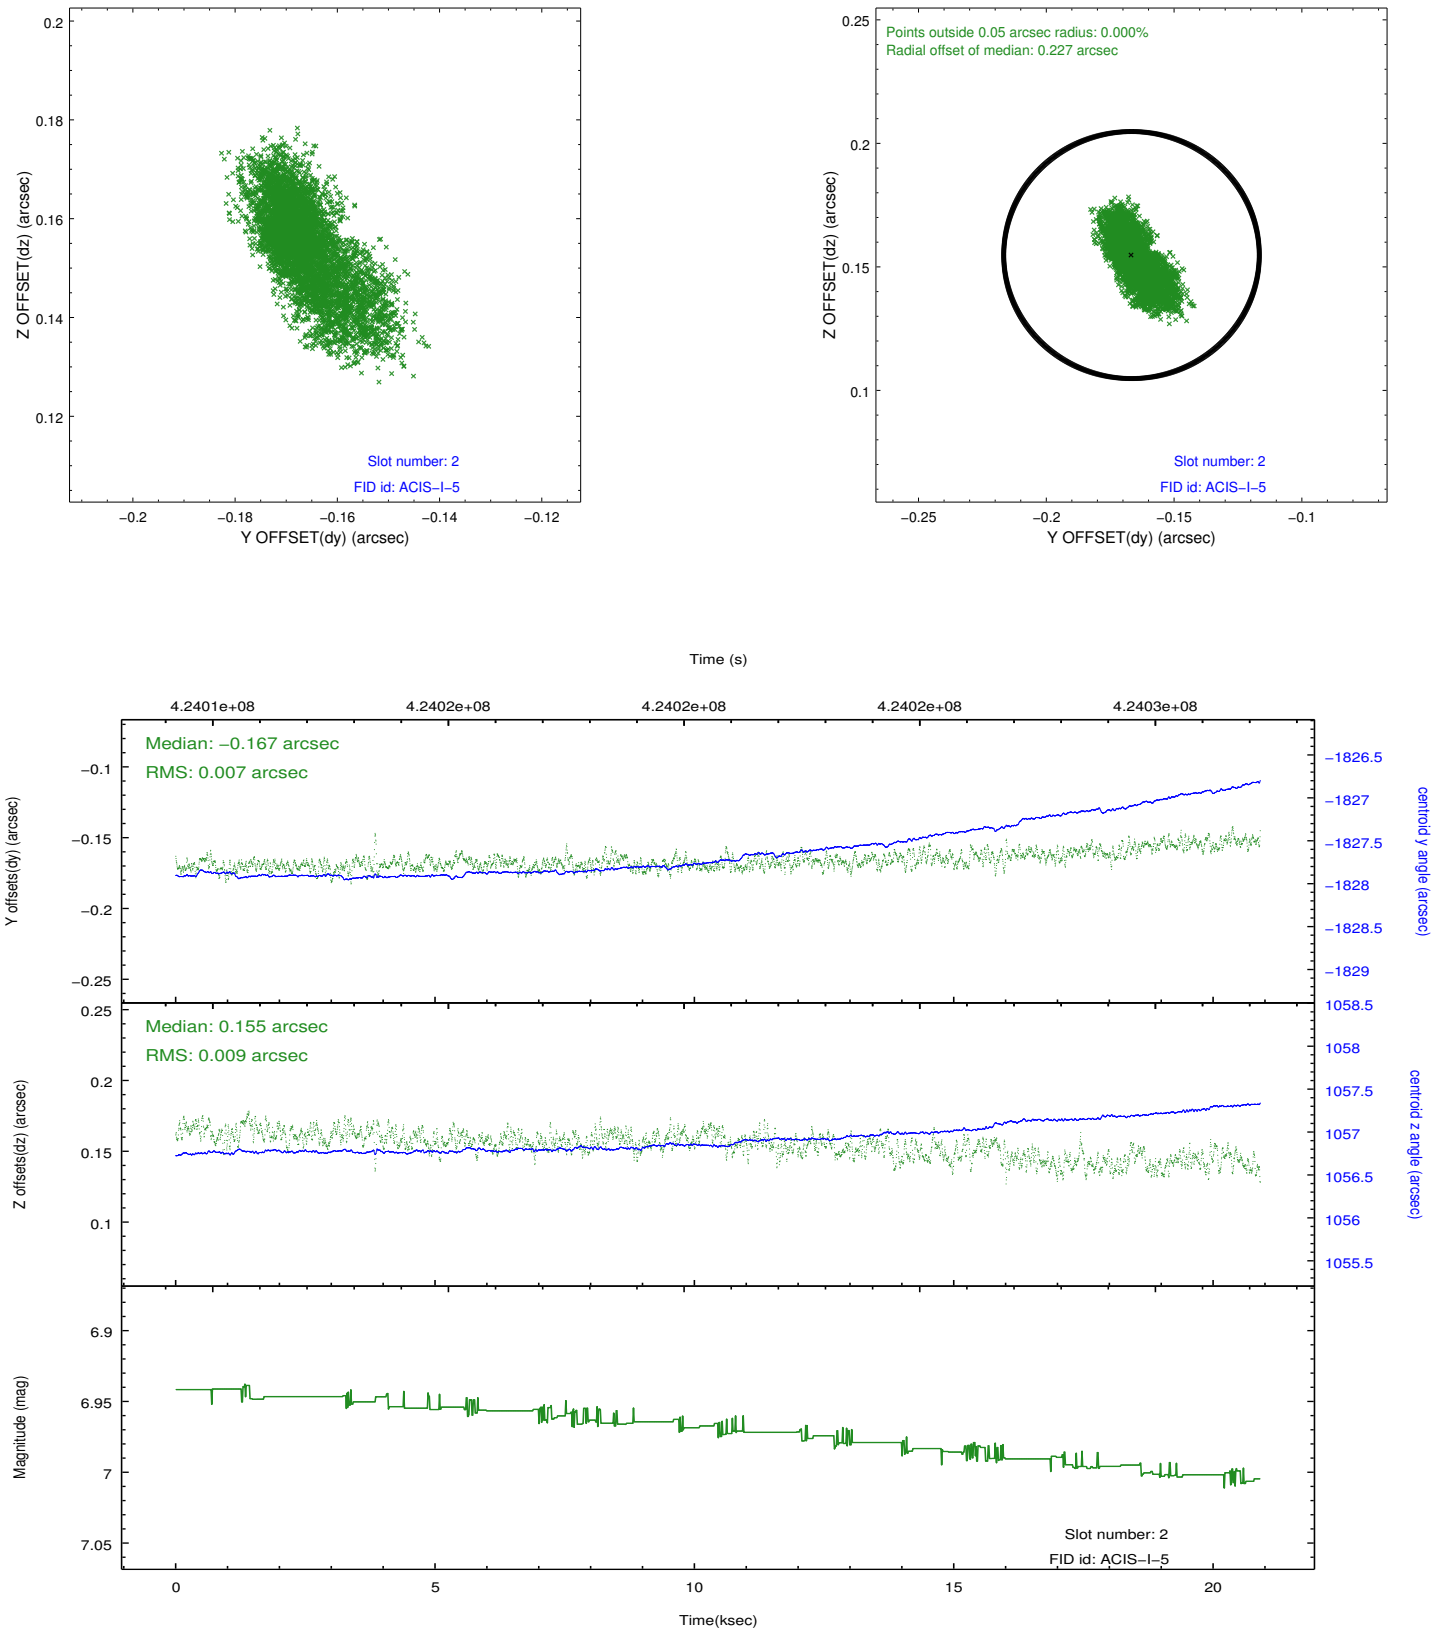 0.2
0.18
0.16
0.14
0.12
Z OFFSET(dz) (arcsec)
Slot number: 2
FID id: ACIS−I−5
−0.2 −0.18 −0.16 −0.14 −0.12
Y OFFSET(dy) (arcsec)
Points outside 0.05 arcsec radius: 0.000%
Radial offset of median: 0.227 arcsec
0.25
0.2
0.15
0.1
Z OFFSET(dz) (arcsec)
Slot number: 2
FID id: ACIS−I−5
−0.25 −0.2 −0.15 −0.1
Y OFFSET(dy) (arcsec)
Time (s)
4.2401e+08 4.2402e+08 4.2402e+08 4.2402e+08 4.2403e+08
Median: −0.167 arcsec
RMS: 0.007 arcsec
−0.1
−0.15
−0.2
−0.25
Y offsets(dy) (arcsec)
−1826.5
−1827
−1827.5
−1828
−1828.5
−1829
centroid y angle (arcsec)
Median: 0.155 arcsec
RMS: 0.009 arcsec
0.25
0.2
0.15
0.1
Z offsets(dz) (arcsec)
1058.5
1058
1057.5
1057
1056.5
1056
1055.5
centroid z angle (arcsec)
6.9
6.95
7
7.05
Magnitude (mag)
Slot number: 2
FID id: ACIS−I−5
0 5 10 15 20
Time(ksec)